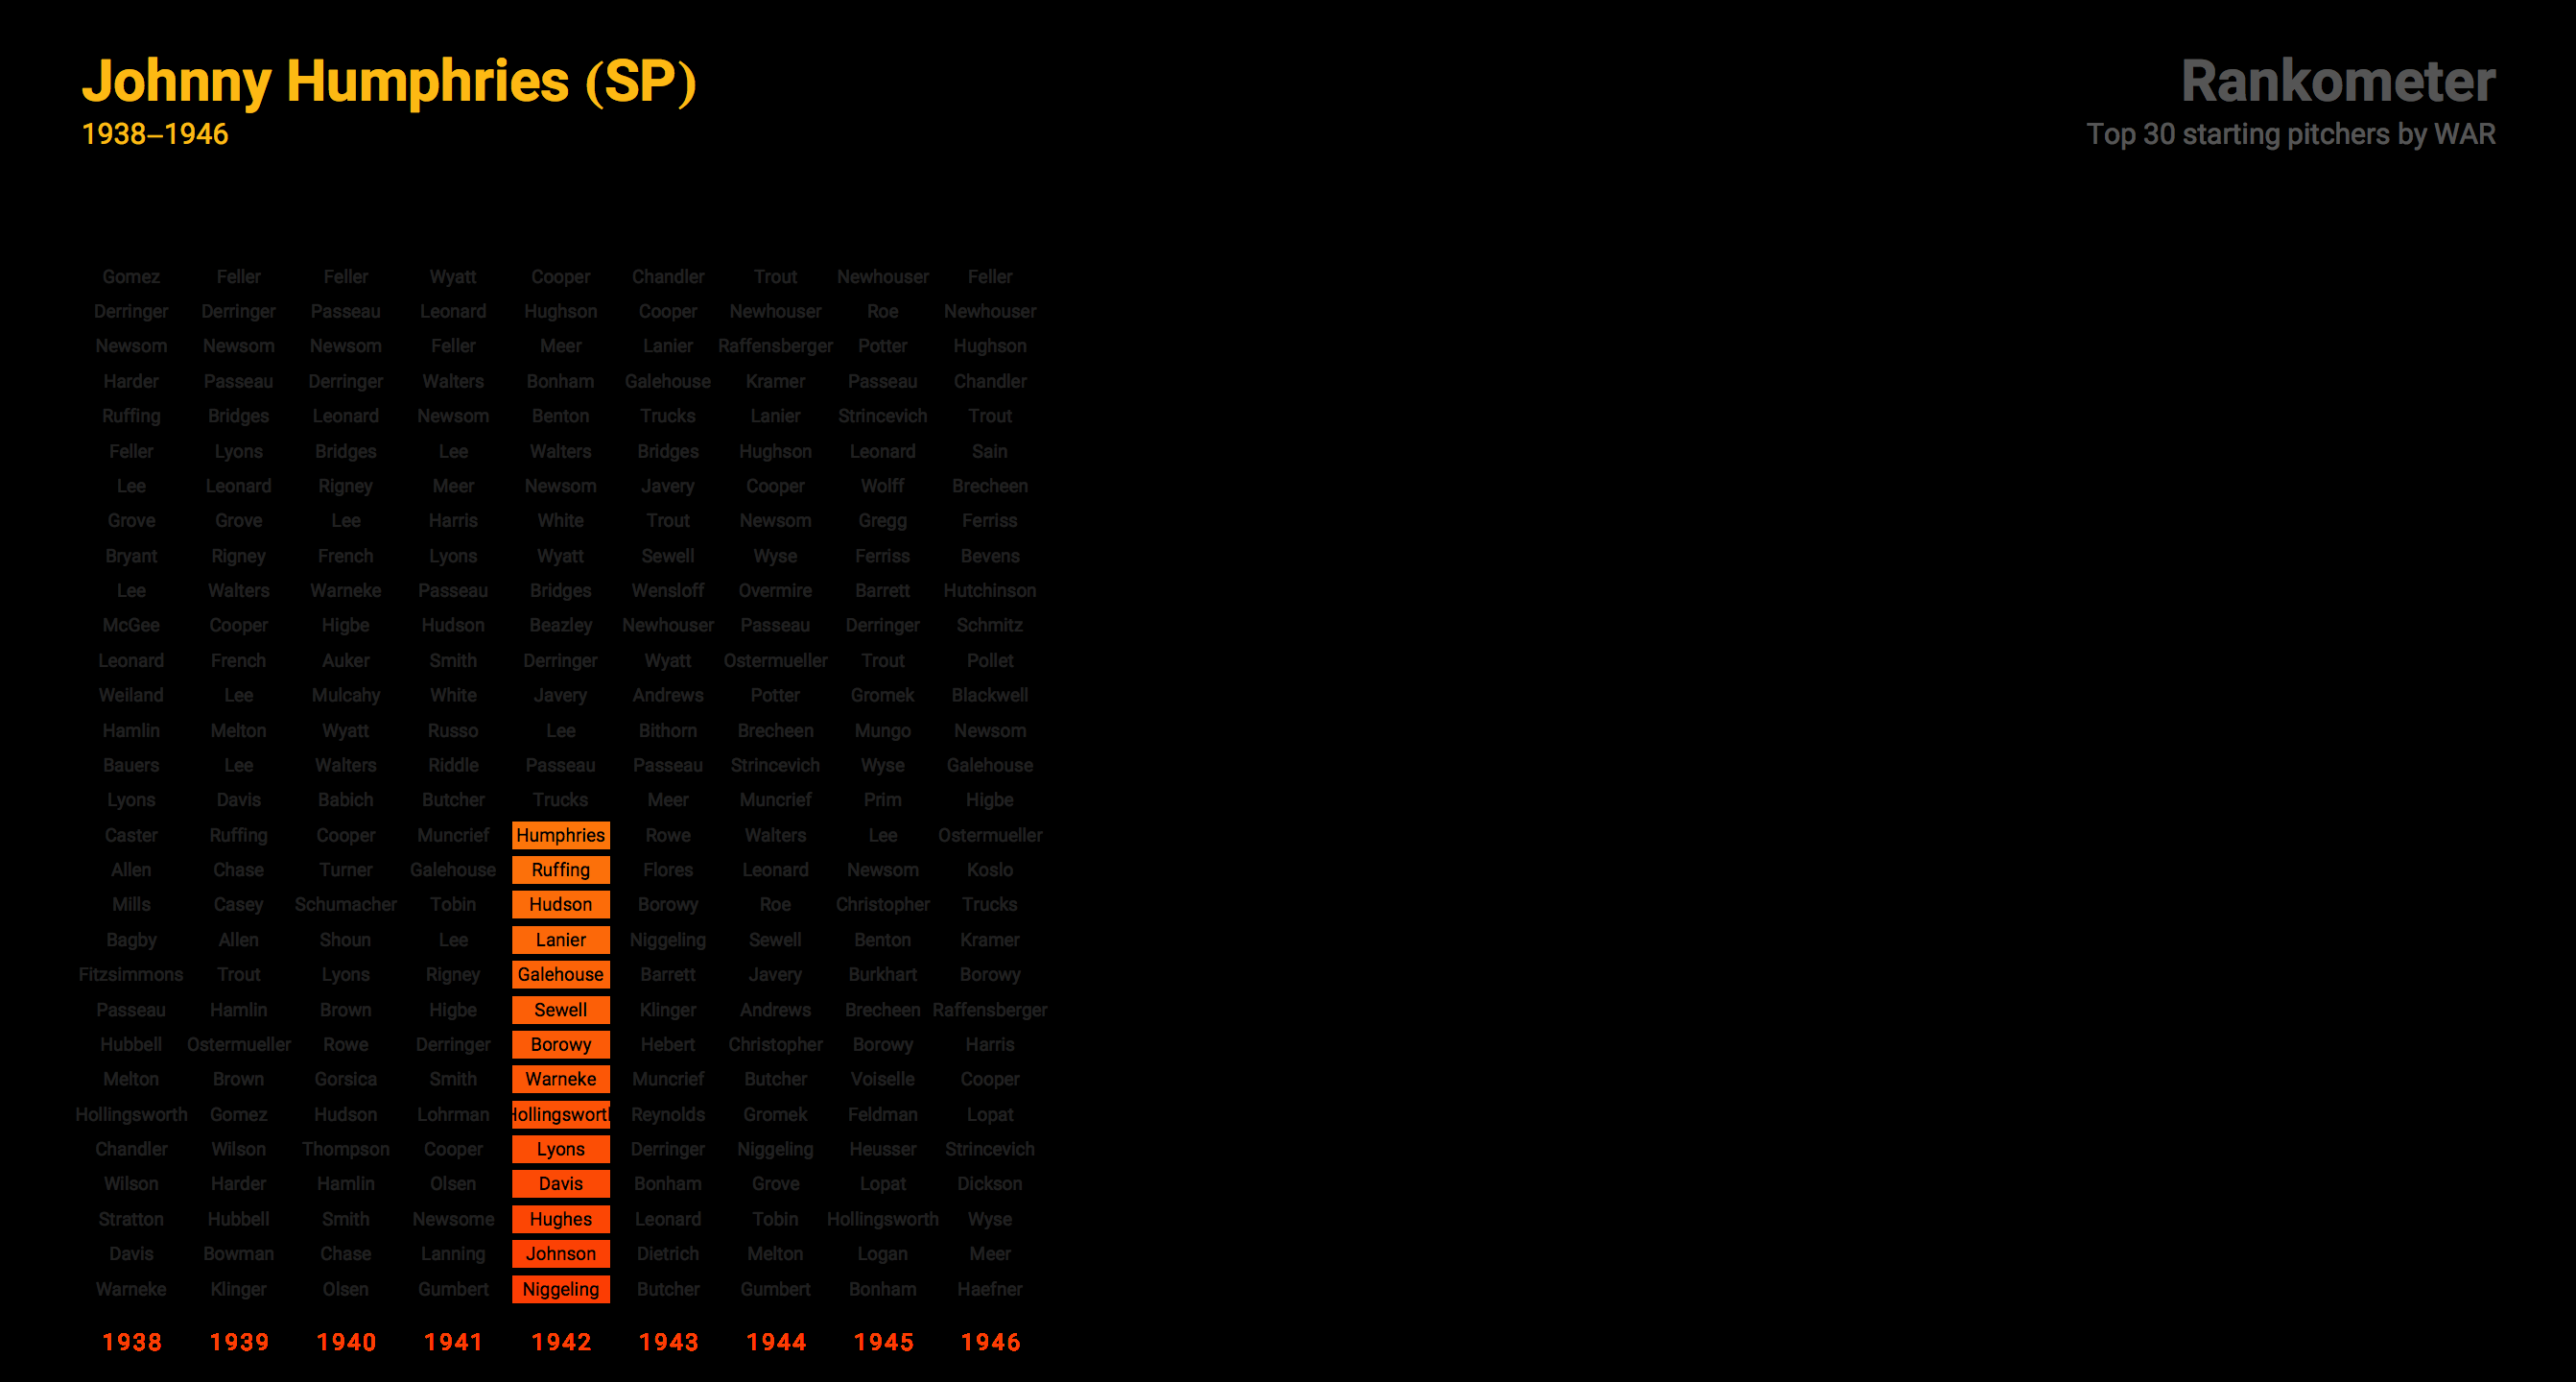 Johnny Humphries (SP)
1938–1946
Rankometer
Top 30 starting pitchers by WAR
Gomez Feller Feller Wyatt Cooper Chandler Trout Newhouser Feller
Derringer Derringer Passeau Leonard Hughson Cooper Newhouser Roe Newhouser
Newsom Newsom Newsom Feller Meer Lanier Raffensberger Potter Hughson
Harder Passeau Derringer Walters Bonham Galehouse Kramer Passeau Chandler
Ruffing Bridges Leonard Newsom Benton Trucks Lanier Strincevich Trout
Feller Lyons Bridges Lee Walters Bridges Hughson Leonard Sain
Lee Leonard Rigney Meer Newsom Javery Cooper Wolff Brecheen
Grove Grove Lee Harris White Trout Newsom Gregg Ferriss
Bryant Rigney French Lyons Wyatt Sewell Wyse Ferriss Bevens
Lee Walters Warneke Passeau Bridges Wensloff Overmire Barrett Hutchinson
McGee Cooper Higbe Hudson Beazley Newhouser Passeau Derringer Schmitz
Leonard French Auker Smith Derringer Wyatt Ostermueller Trout Pollet
Weiland Lee Mulcahy White Javery Andrews Potter Gromek Blackwell
Hamlin Melton Wyatt Russo Lee Bithorn Brecheen Mungo Newsom
Bauers Lee Walters Riddle Passeau Passeau Strincevich Wyse Galehouse
Lyons Davis Babich Butcher Trucks Meer Muncrief Prim Higbe
Caster Ruffing Cooper Muncrief Humphries Rowe Walters Lee Ostermueller
Allen Chase Turner Galehouse Ruffing Flores Leonard Newsom Koslo
Mills Casey Schumacher Tobin Hudson Borowy Roe Christopher Trucks
Bagby Allen Shoun Lee Lanier Niggeling Sewell Benton Kramer
Fitzsimmons Trout Lyons Rigney Galehouse Barrett Javery Burkhart Borowy
Passeau Hamlin Brown Higbe Sewell Klinger Andrews Brecheen Raffensberger
Hubbell Ostermueller Rowe Derringer Borowy Hebert Christopher Borowy Harris
Melton Brown Gorsica Smith Warneke Muncrief Butcher Voiselle Cooper
Hollingsworth Gomez Hudson Lohrman Hollingsworth Reynolds Gromek Feldman Lopat
Chandler Wilson Thompson Cooper Lyons Derringer Niggeling Heusser Strincevich
Wilson Harder Hamlin Olsen Davis Bonham Grove Lopat Dickson
Stratton Hubbell Smith Newsome Hughes Leonard Tobin Hollingsworth Wyse
Davis Bowman Chase Lanning Johnson Dietrich Melton Logan Meer
Warneke Klinger Olsen Gumbert Niggeling Butcher Gumbert Bonham Haefner
1938 1939 1940 1941 1942 1943 1944 1945 1946